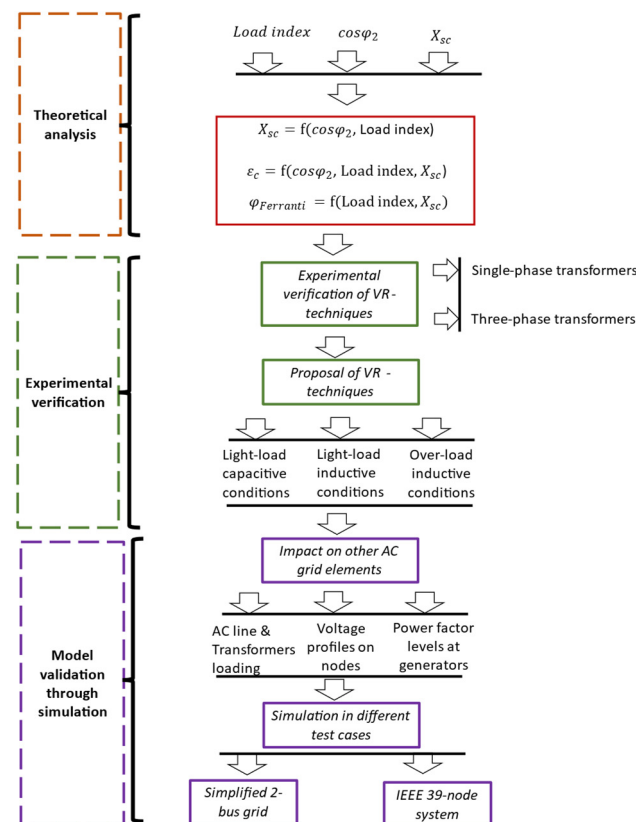 Load index cosφ₂ Xsc
Theoretical
analysis
Xsc = f(cosφ₂, Load index)
εc = f(cosφ₂, Load index, Xsc)
φFerranti = f(Load index, Xsc)
Experimental
verification of VR-
techniques
Single-phase transformers
Three-phase transformers
Experimental
verification
Proposal of VR -
techniques
Light-load
capacitive
conditions
Light-load
inductive
conditions
Over-load
inductive
conditions
Model
validation
through
simulation
Impact on other AC
grid elements
AC line &
Transformers
loading
Voltage
profiles on
nodes
Power factor
levels at
generators
Simulation in different
test cases
Simplified 2-
bus grid
IEEE 39-node
system